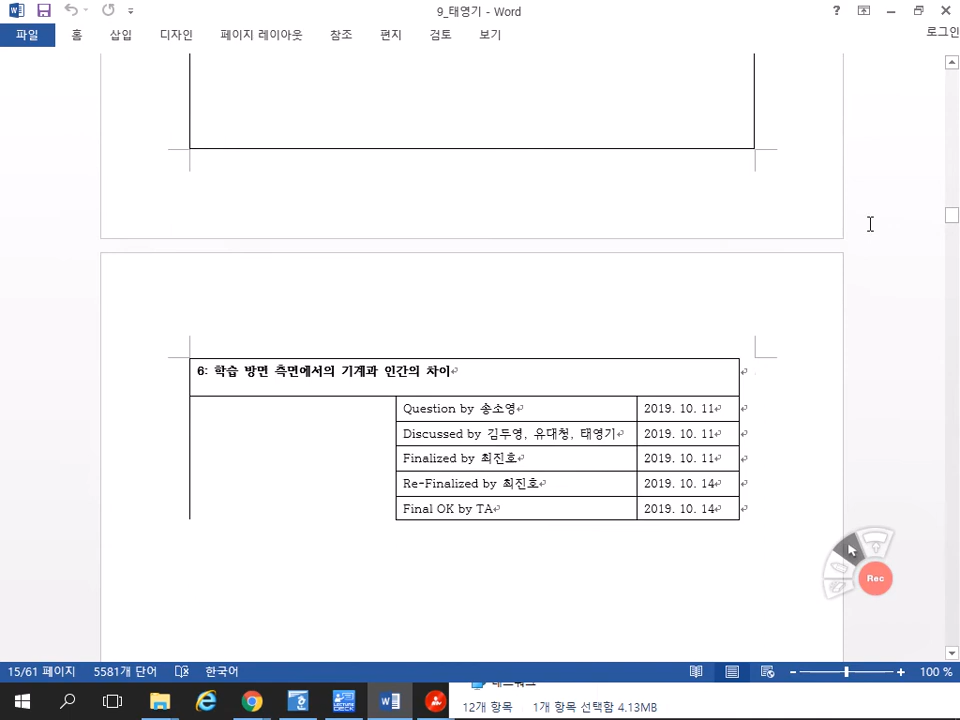 9_태영기 - Word
?
로그인
파일 홈 삽입 디자인 페이지 레이아웃 참조 편지 검토 보기
6: 학습 방면 측면에서의 기계과 인간의 차이
Question by 송소영 2019. 10. 11
Discussed by 김두영, 유대청, 태영기 2019. 10. 11
Finalized by 최진호 2019. 10. 11
Re-Finalized by 최진호 2019. 10. 14
Final OK by TA 2019. 10. 14
Rec
15/61 페이지 5581개 단어 한국어 100 %
LECTURE CHECK
12개 항목 1개 항목 선택함 4.13MB